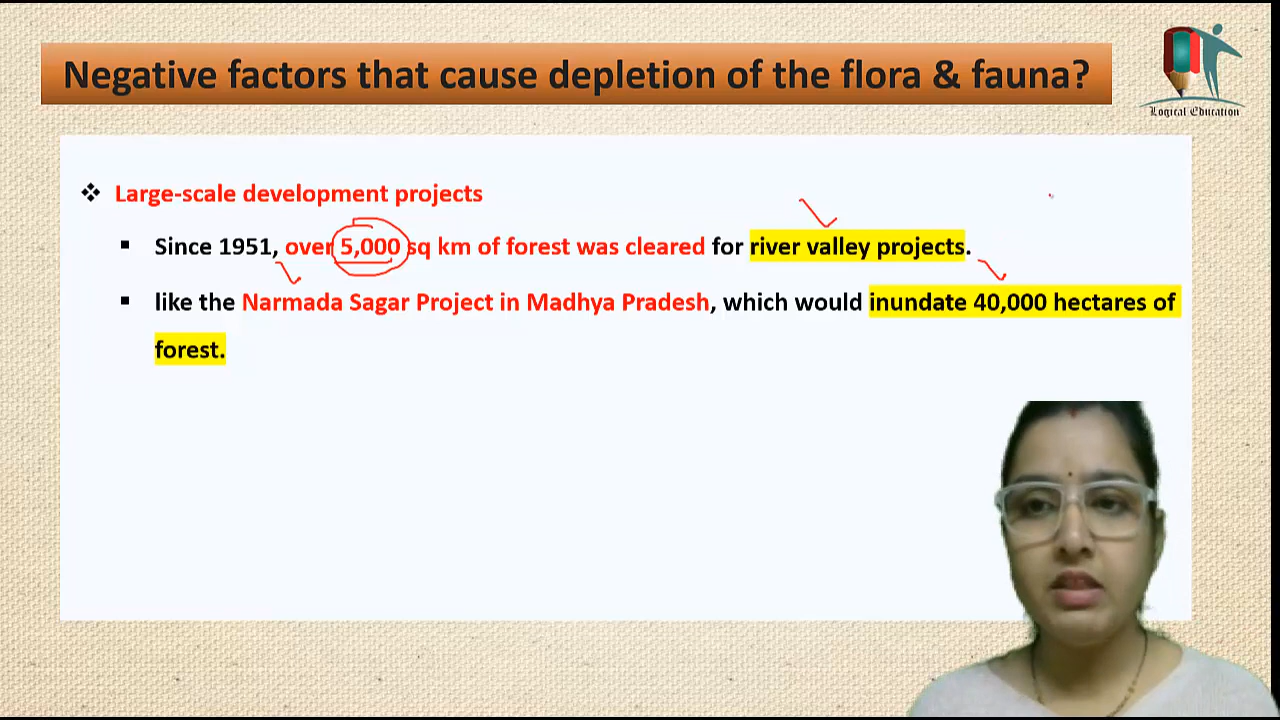 Negative factors that cause depletion of the flora & fauna?
Logical Education
Large-scale development projects
Since 1951, over 5,000 sq km of forest was cleared for river valley projects.
like the Narmada Sagar Project in Madhya Pradesh, which would inundate 40,000 hectares of
forest.